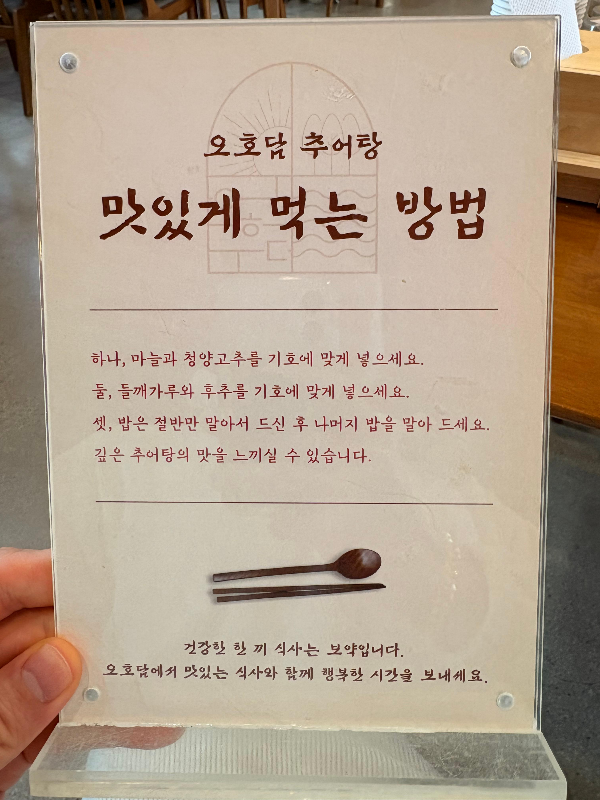 오호담 추어탕
맛있게 먹는 방법
하나, 마늘과 청양고추를 기호에 맞게 넣으세요.
둘, 들깨가루와 후추를 기호에 맞게 넣으세요.
셋, 밥은 절반만 말아서 드신 후 나머지 밥을 말아 드세요.
깊은 추어탕의 맛을 느끼실 수 있습니다.
건강한 한 끼 식사는 보약입니다.
오호담에서 맛있는 식사와 함께 행복한 시간을 보내세요.